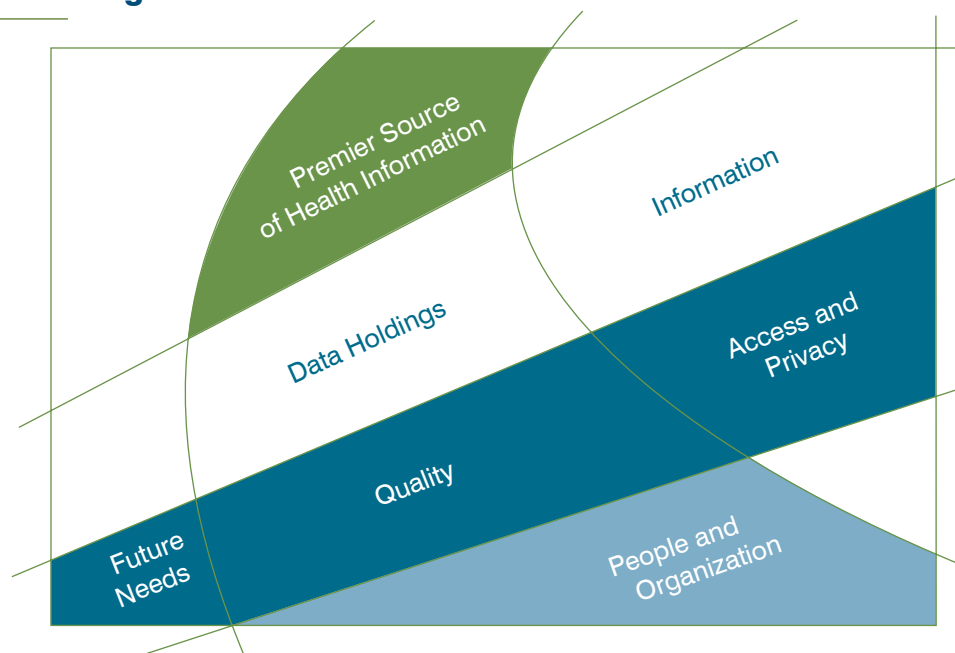 Premier Source
of Health Information
Information
Data Holdings
Access and
Privacy
Quality
Future
Needs
People and
Organization